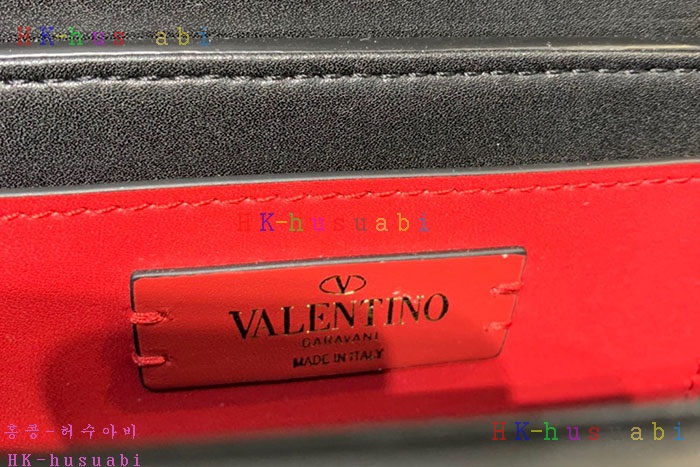 HK-husuabi
HK-husuabi
VALENTINO
GARAVANI
MADE IN ITALY
홍콩-허수아비
HK-husuabi
HK-husuabi